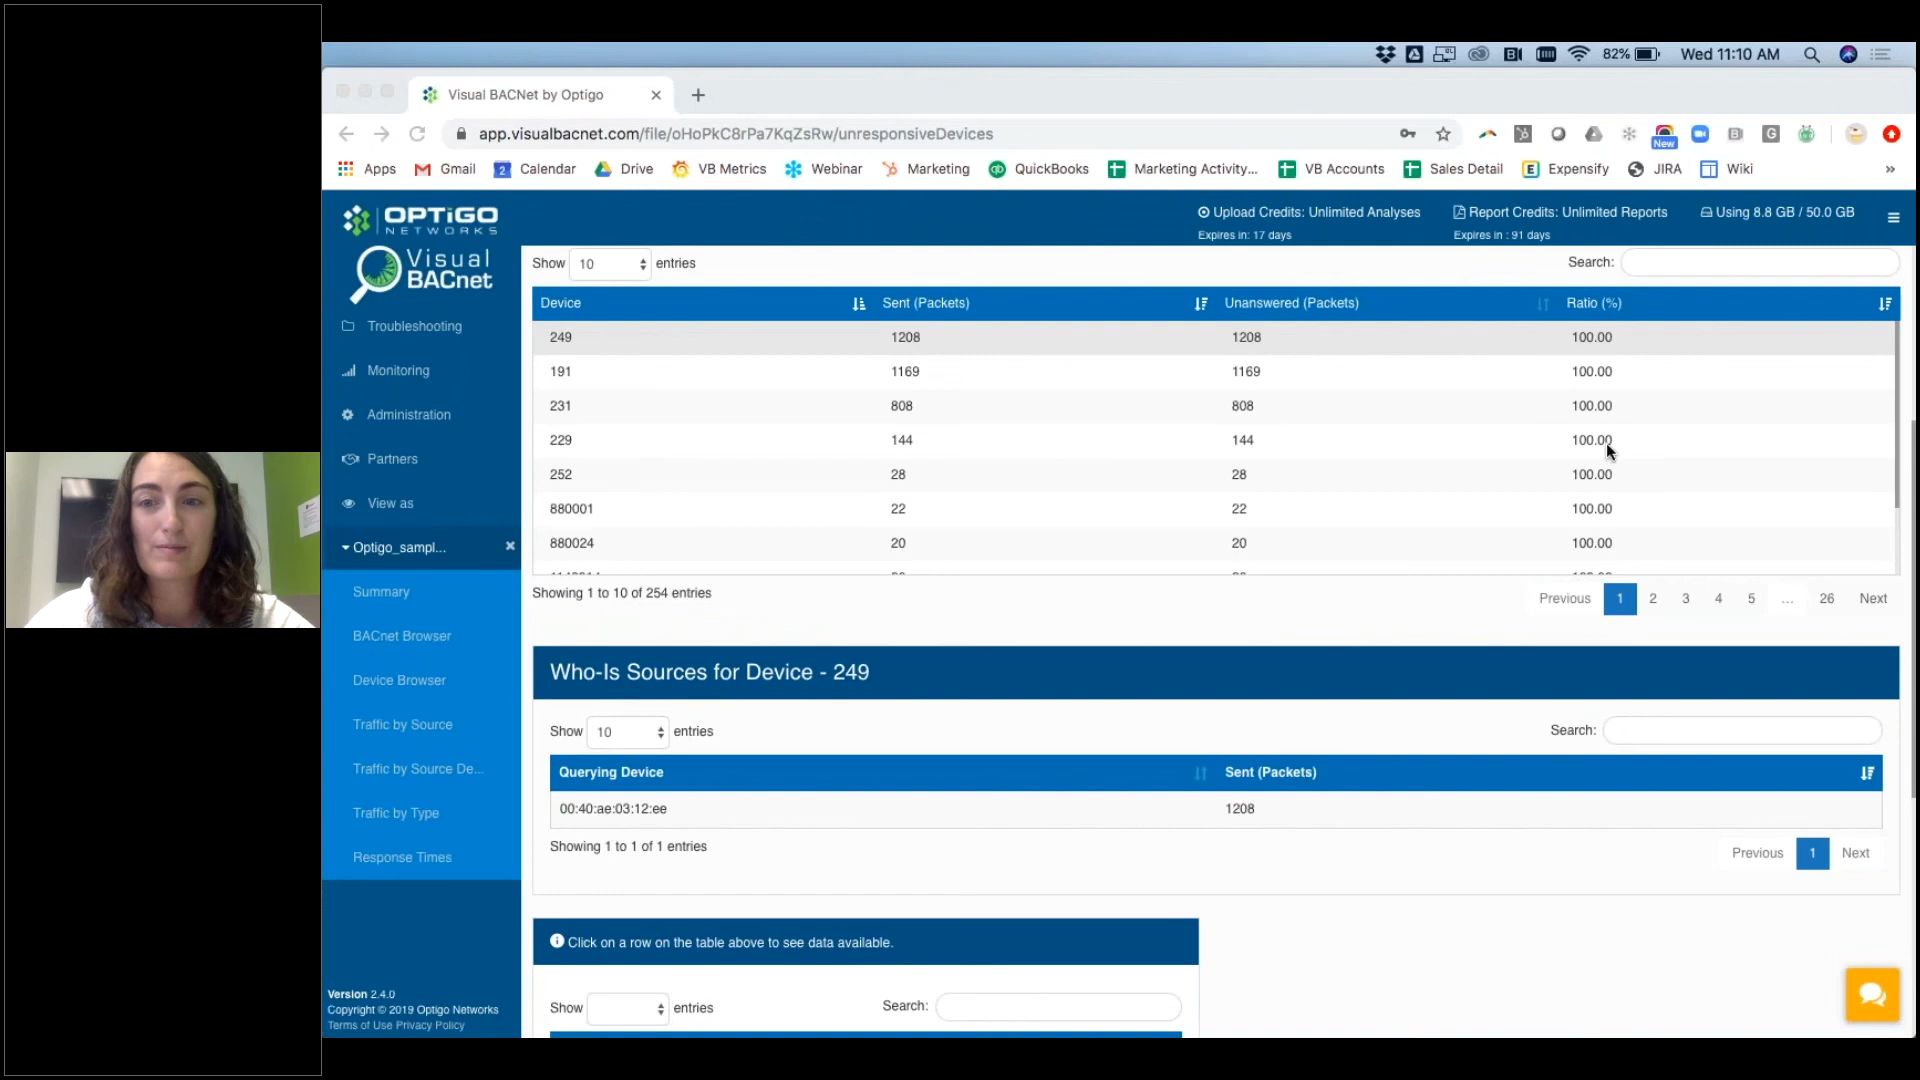 82% Wed 11:10 AM
Visual BACNet by Optigo
app.visualbacnet.com/file/oHoPkC8rPa7KqZsRw/unresponsiveDevices
New
Apps Gmail 2 Calendar Drive VB Metrics Webinar Marketing QuickBooks Marketing Activity... VB Accounts Sales Detail Expensify JIRA Wiki
OPTiGO
NETWORKS
Visual
BACnet
Upload Credits: Unlimited Analyses
Expires in: 17 days
Report Credits: Unlimited Reports
Expires in : 91 days
Using 8.8 GB / 50.0 GB
Troubleshooting
Monitoring
Administration
Partners
View as
Optigo_sampl...
Summary
BACnet Browser
Device Browser
Traffic by Source
Traffic by Source De...
Traffic by Type
Response Times
Version 2.4.0
Copyright © 2019 Optigo Networks
Terms of Use Privacy Policy
Show 10 entries
Search:
Device Sent (Packets) Unanswered (Packets) Ratio (%)
249 1208 1208 100.00
191 1169 1169 100.00
231 808 808 100.00
229 144 144 100.00
252 28 28 100.00
880001 22 22 100.00
880024 20 20 100.00
Showing 1 to 10 of 254 entries
Previous 1 2 3 4 5 ... 26 Next
Who-Is Sources for Device - 249
Show 10 entries
Search:
Querying Device Sent (Packets)
00:40:ae:03:12:ee 1208
Showing 1 to 1 of 1 entries
Previous 1 Next
Click on a row on the table above to see data available.
Show entries
Search: